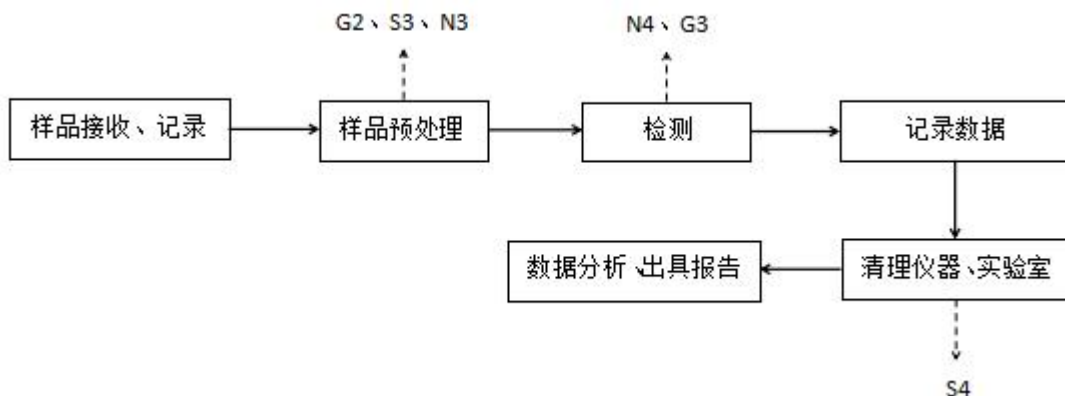 G2、S3、N3
N4、G3
样品接收、记录
样品预处理
检测
记录数据
清理仪器、实验室
数据分析、出具报告
S4